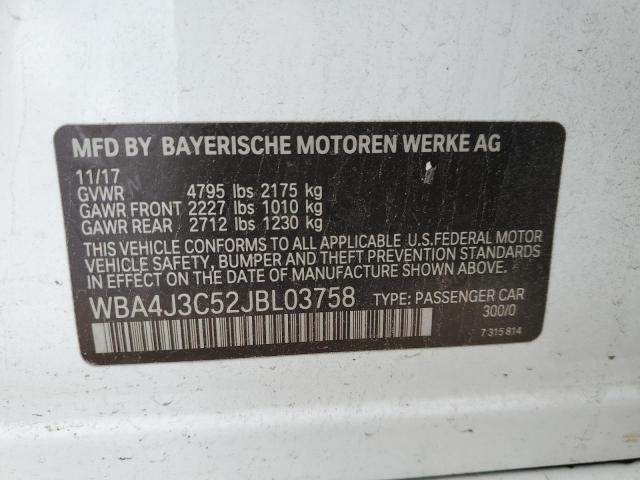 MFD BY BAYERISCHE MOTOREN WERKE AG
11/17
GVWR 4795 lbs 2175 kg
GAWR FRONT 2227 lbs 1010 kg
GAWR REAR 2712 lbs 1230 kg
THIS VEHICLE CONFORMS TO ALL APPLICABLE U.S.FEDERAL MOTOR
VEHICLE SAFETY, BUMPER AND THEFT PREVENTION STANDARDS
IN EFFECT ON THE DATE OF MANUFACTURE SHOWN ABOVE.
WBA4J3C52JBL03758 TYPE: PASSENGER CAR
300/0
7 315 814